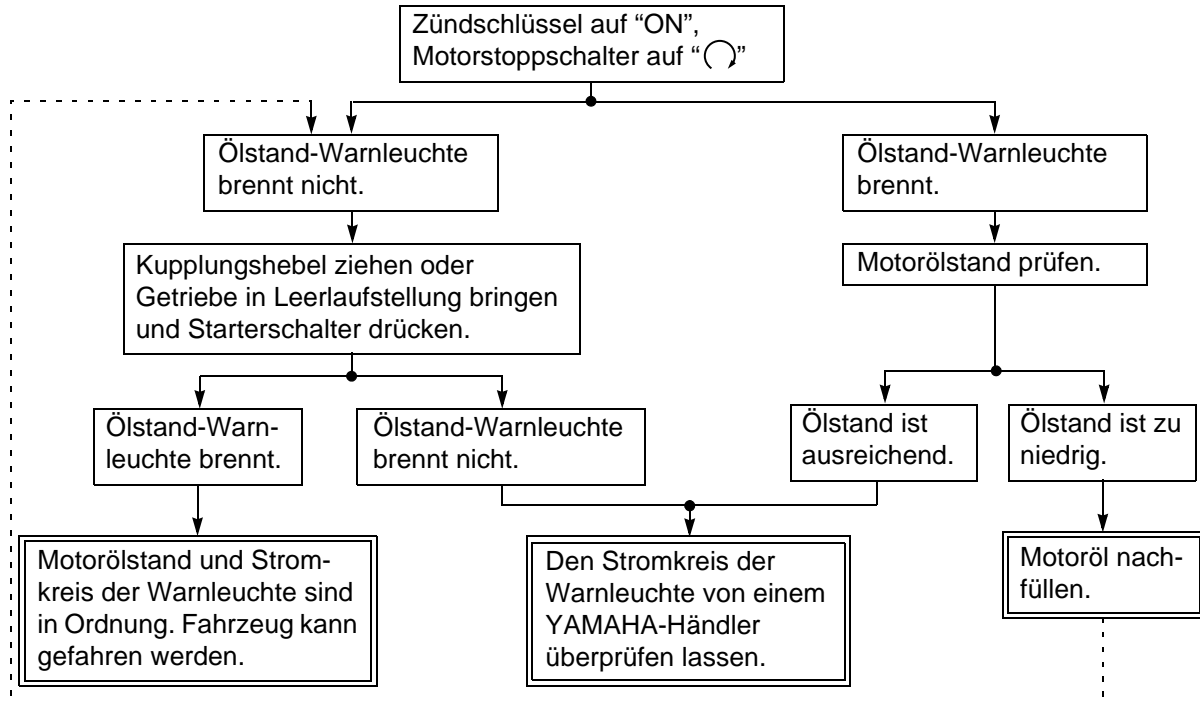 Zündschlüssel auf “ON”,
Motorstoppschalter auf “ ”
Ölstand-Warnleuchte
brennt nicht.
Ölstand-Warnleuchte
brennt.
Kupplungshebel ziehen oder
Getriebe in Leerlaufstellung bringen
und Starterschalter drücken.
Motorölstand prüfen.
Ölstand-Warn-
leuchte brennt.
Ölstand-Warnleuchte
brennt nicht.
Ölstand ist
ausreichend.
Ölstand ist zu
niedrig.
Motorölstand und Strom-
kreis der Warnleuchte sind
in Ordnung. Fahrzeug kann
gefahren werden.
Den Stromkreis der
Warnleuchte von einem
YAMAHA-Händler
überprüfen lassen.
Motoröl nach-
füllen.